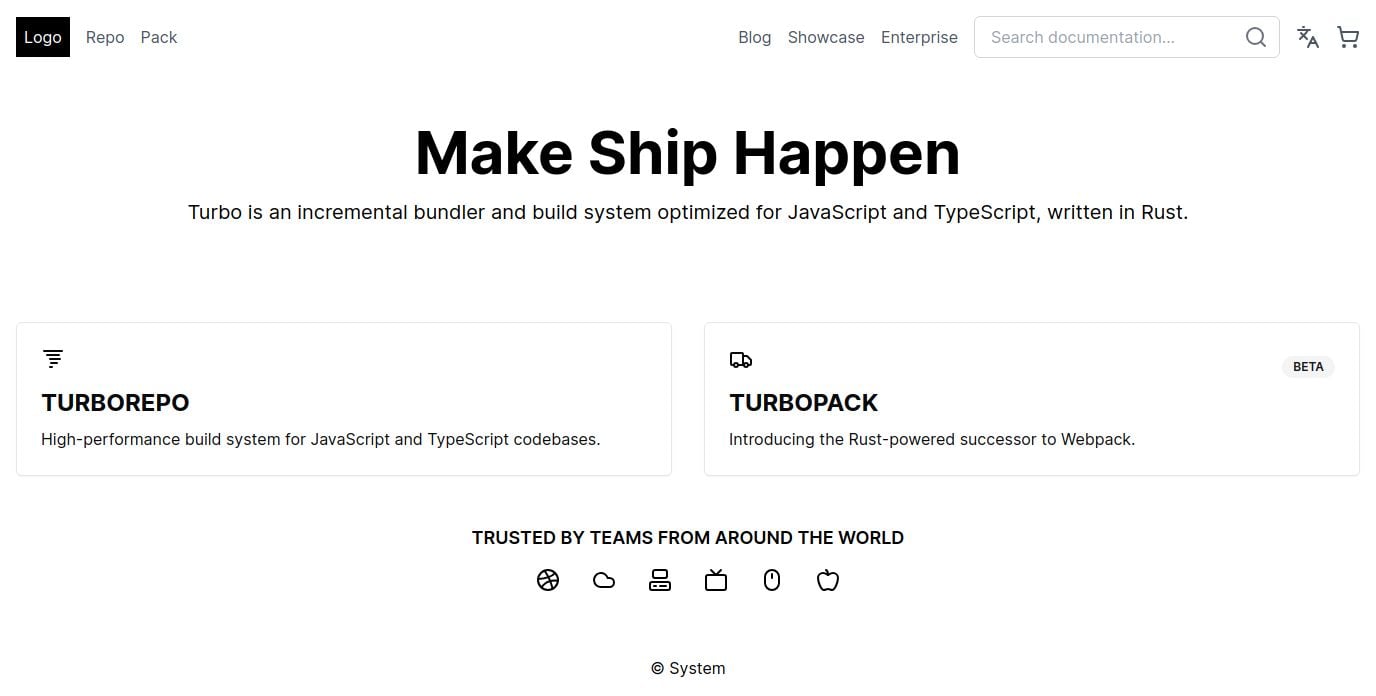 Logo Repo Pack Blog Showcase Enterprise Search documentation...
Make Ship Happen
Turbo is an incremental bundler and build system optimized for JavaScript and TypeScript, written in Rust.
TURBOREPO
High-performance build system for JavaScript and TypeScript codebases.
BETA
TURBOPACK
Introducing the Rust-powered successor to Webpack.
TRUSTED BY TEAMS FROM AROUND THE WORLD
© System